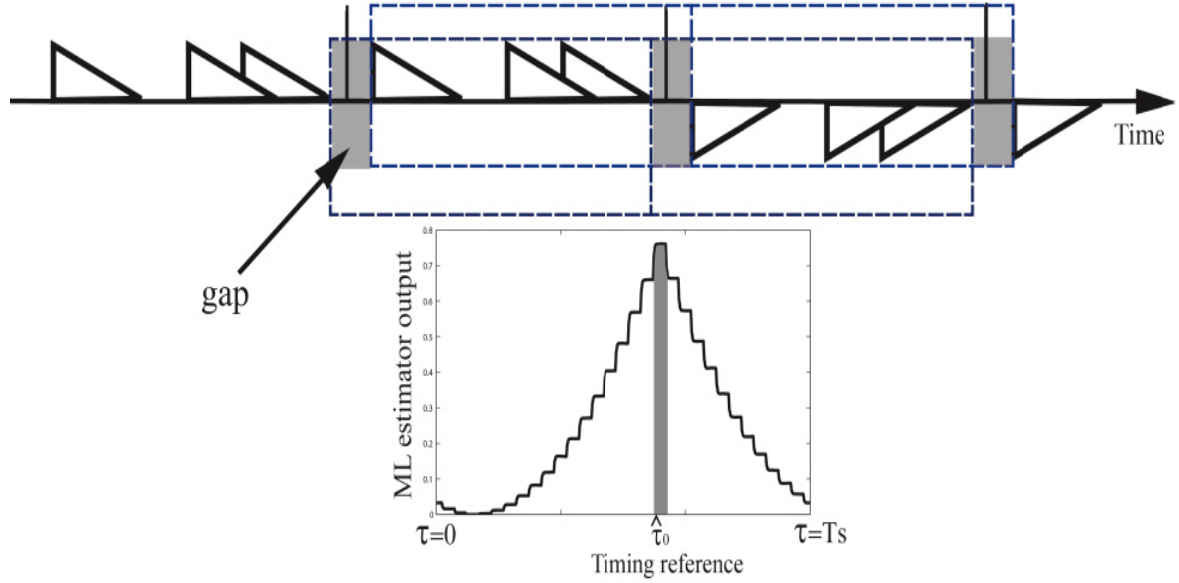 Time
gap
ML estimator output
0.8
0.7
0.6
0.5
0.4
0.3
0.2
0.1
0
τ=0
τ̂₀
τ=Ts
Timing reference